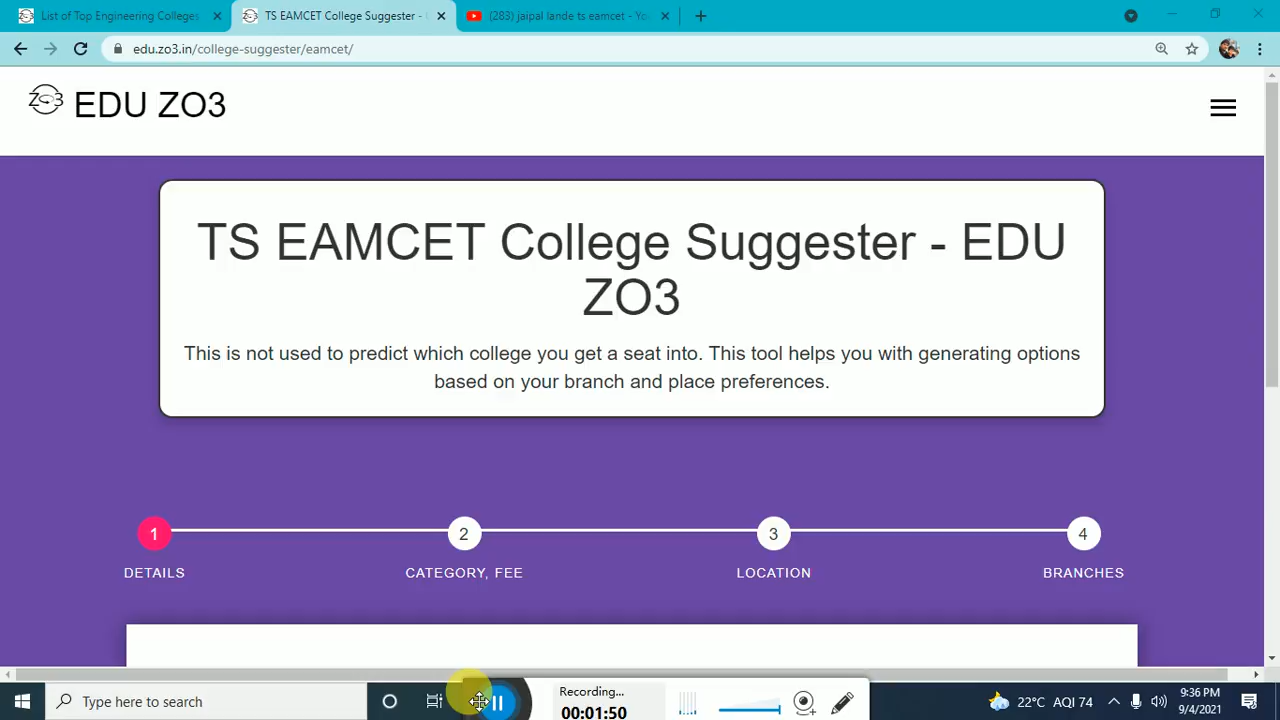 List of Top Engineering Colleges
TS EAMCET College Suggester -
(283) jaipal lande ts eamcet - Yo
edu.zo3.in/college-suggester/eamcet/
ZO3 EDU ZO3
TS EAMCET College Suggester - EDU
ZO3
This is not used to predict which college you get a seat into. This tool helps you with generating options
based on your branch and place preferences.
1
2
3
4
DETAILS
CATEGORY, FEE
LOCATION
BRANCHES
Type here to search
Recording...
00:01:50
22°C AQI 74
9:36 PM
9/4/2021